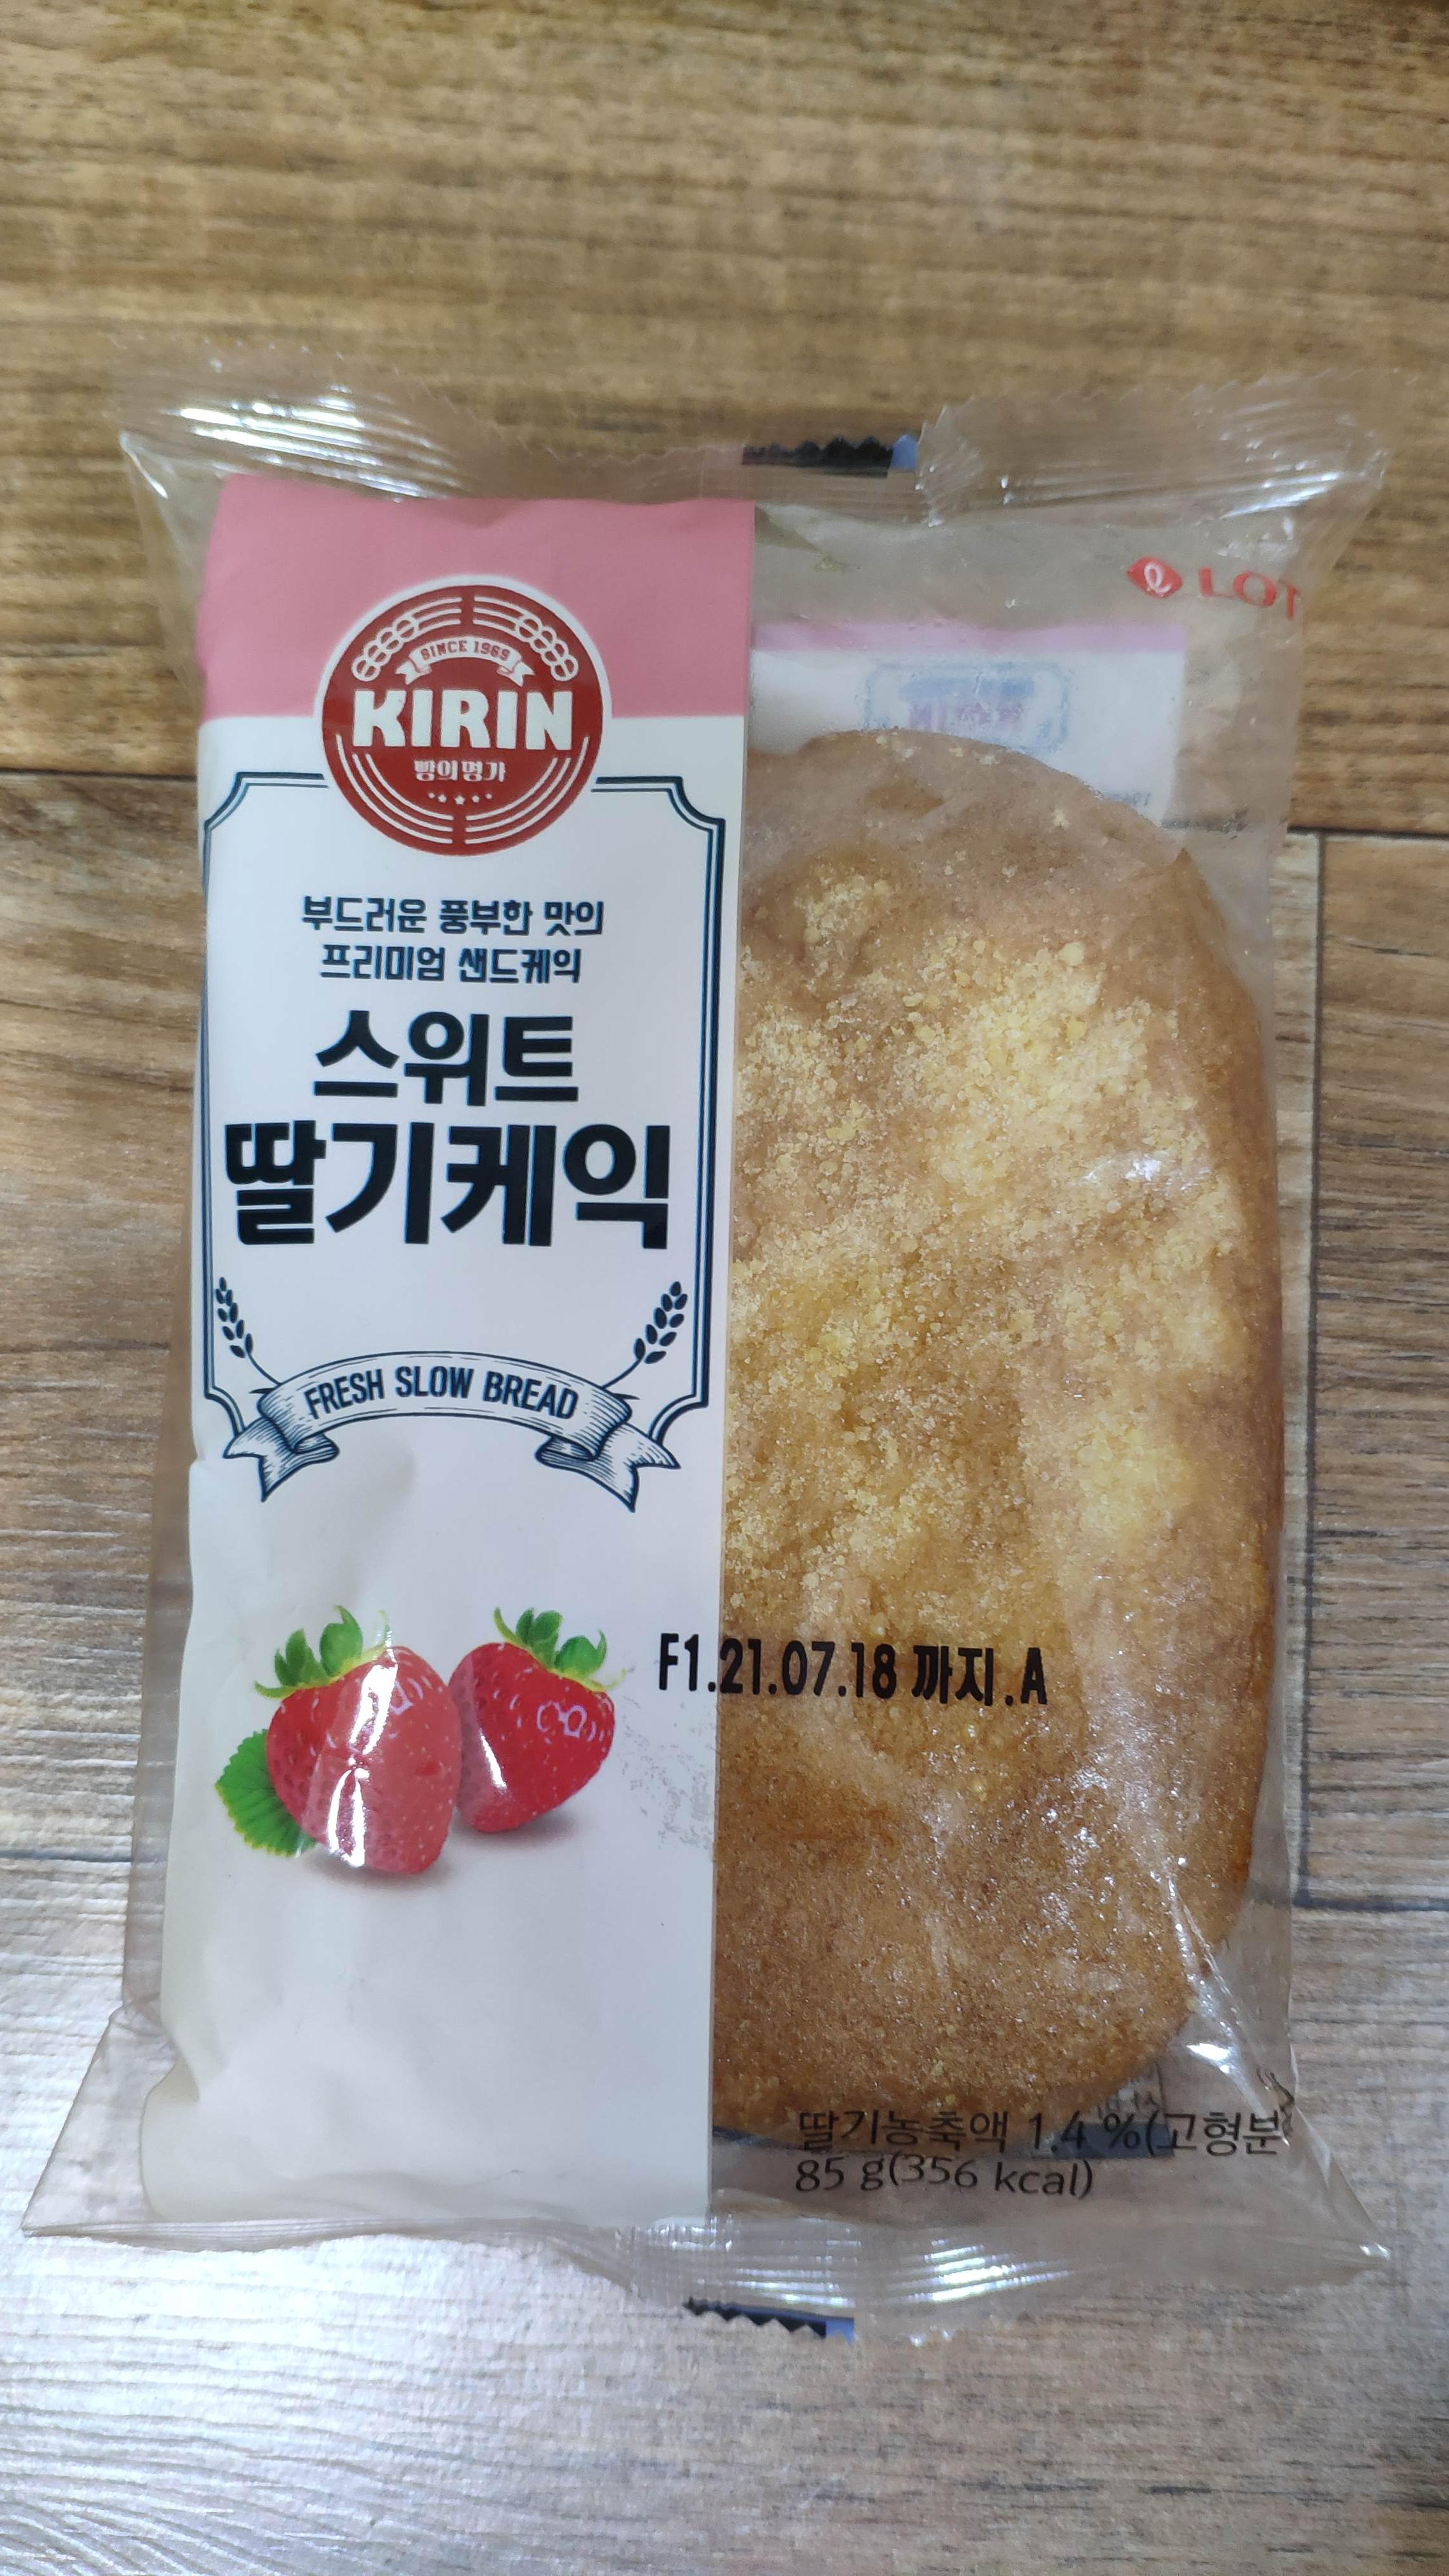 LOT
SINCE 1969
KIRIN
빵의명가
부드러운 풍부한 맛의
프리미엄 샌드케익
스위트
딸기케익
FRESH SLOW BREAD
F1.21.07.18 까지.A
딸기농축액 1.4 %(고형분
85 g(356 kcal)